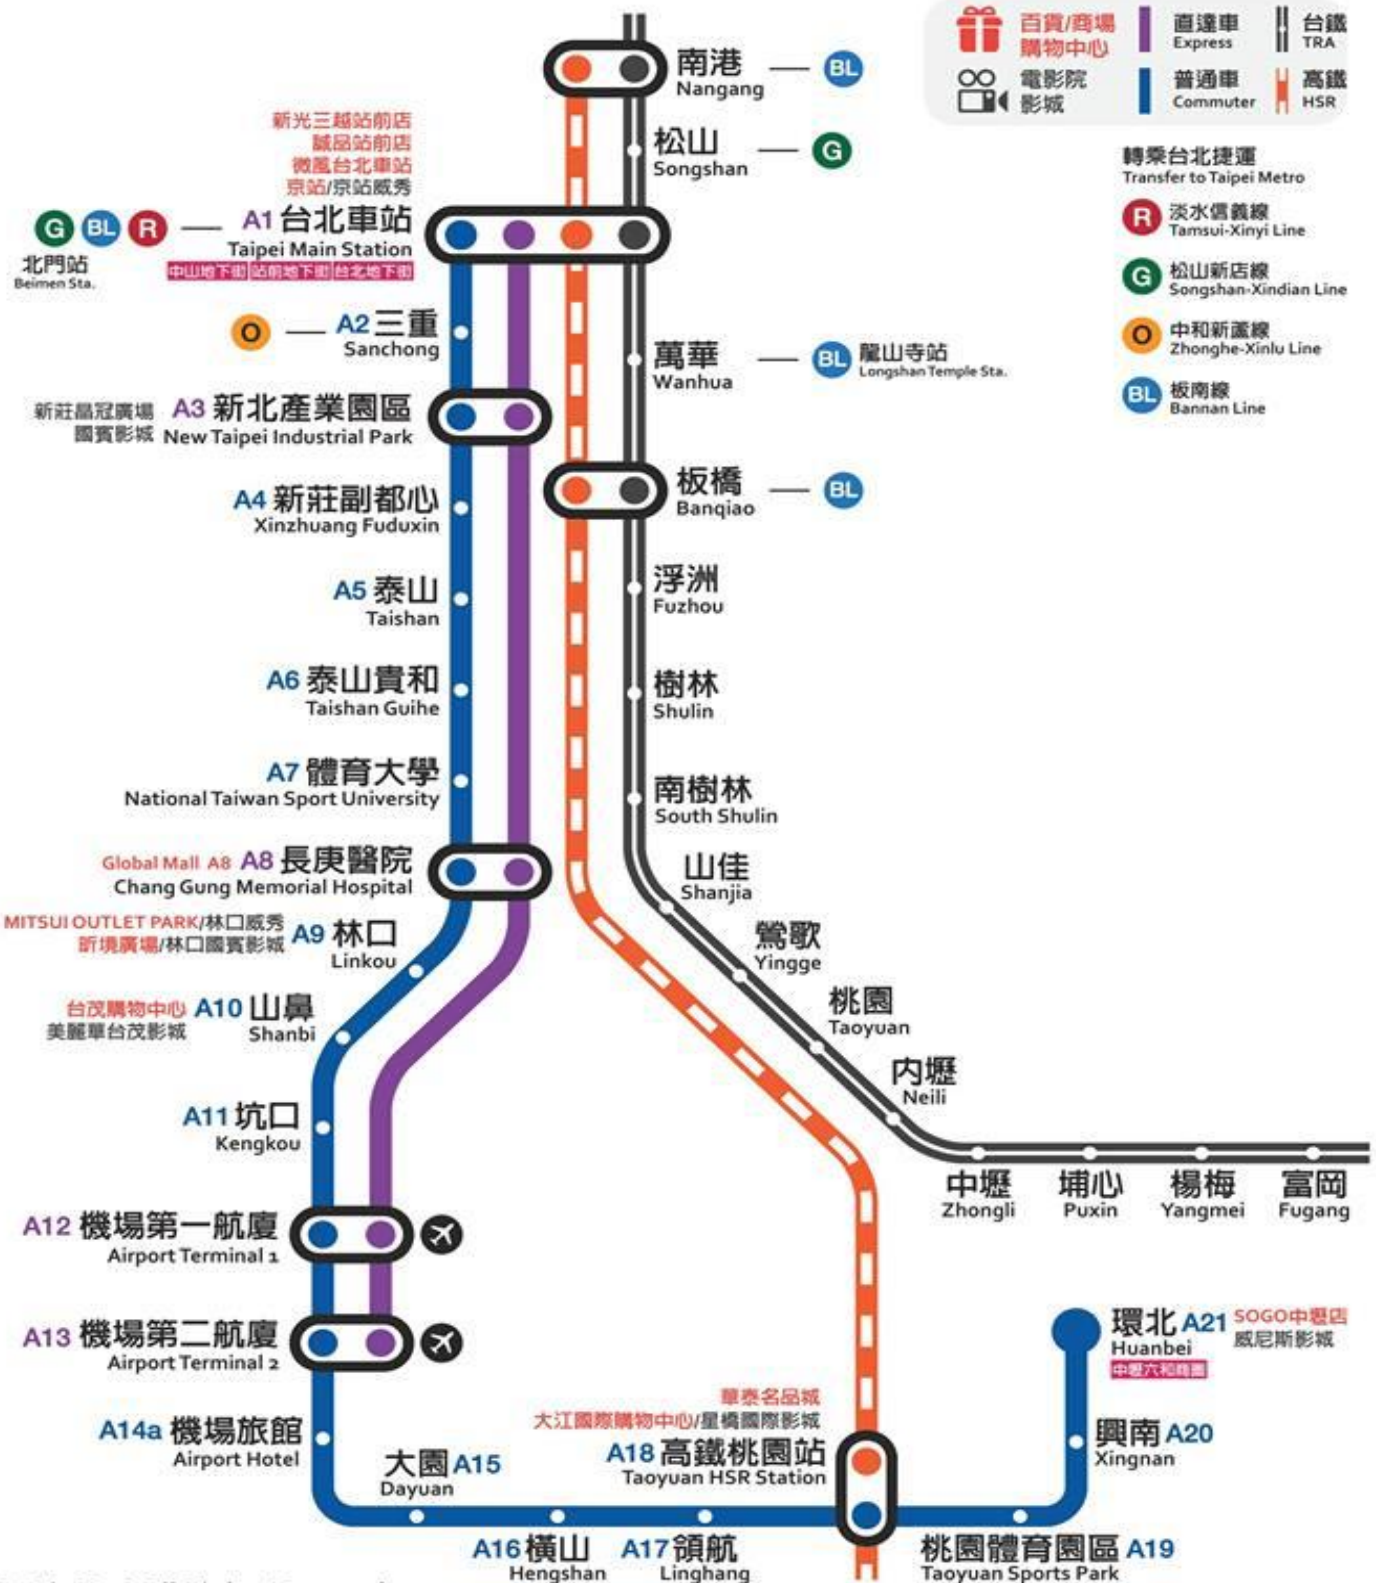 百貨/商場
購物中心
直達車
Express
台鐵
TRA
電影院
影城
普通車
Commuter
高鐵
HSR
轉乘台北捷運
Transfer to Taipei Metro
R 淡水信義線
Tamsui-Xinyi Line
G 松山新店線
Songshan-Xindian Line
O 中和新蘆線
Zhonghe-Xinlu Line
BL 板南線
Bannan Line
南港 BL
Nangang
松山 G
Songshan
新光三越站前店
誠品站前店
微風台北車站
京站/京站威秀
G BL R A1 台北車站
Taipei Main Station
北門站
Beimen Sta.
中山地下街 站前地下街 台北地下街
O A2 三重
Sanchong
萬華 BL 龍山寺站
Wanhua Longshan Temple Sta.
新莊晶冠廣場
國賓影城
A3 新北產業園區
New Taipei Industrial Park
板橋 BL
Banqiao
A4 新莊副都心
Xinzhuang Fuduxin
浮洲
Fuzhou
A5 泰山
Taishan
A6 泰山貴和
Taishan Guihe
樹林
Shulin
A7 體育大學
National Taiwan Sport University
南樹林
South Shulin
Global Mall A8 A8 長庚醫院
Chang Gung Memorial Hospital
山佳
Shanjia
MITSUI OUTLET PARK/林口威秀
昕境廣場/林口國賓影城
A9 林口
Linkou
鶯歌
Yingge
台茂購物中心
美麗華台茂影城
A10 山鼻
Shanbi
桃園
Taoyuan
内壢
Neili
A11 坑口
Kengkou
中壢
Zhongli
埔心
Puxin
楊梅
Yangmei
富岡
Fugang
A12 機場第一航廈
Airport Terminal 1
A13 機場第二航廈
Airport Terminal 2
環北 A21
Huanbei
SOGO中壢店
威尼斯影城
中壢六和商圈
A14a 機場旅館
Airport Hotel
大園 A15
Dayuan
華泰名品城
大江國際購物中心/星橋國際影城
A18 高鐵桃園站
Taoyuan HSR Station
興南 A20
Xingnan
A16 橫山
Hengshan
A17 領航
Linghang
桃園體育園區 A19
Taoyuan Sports Park